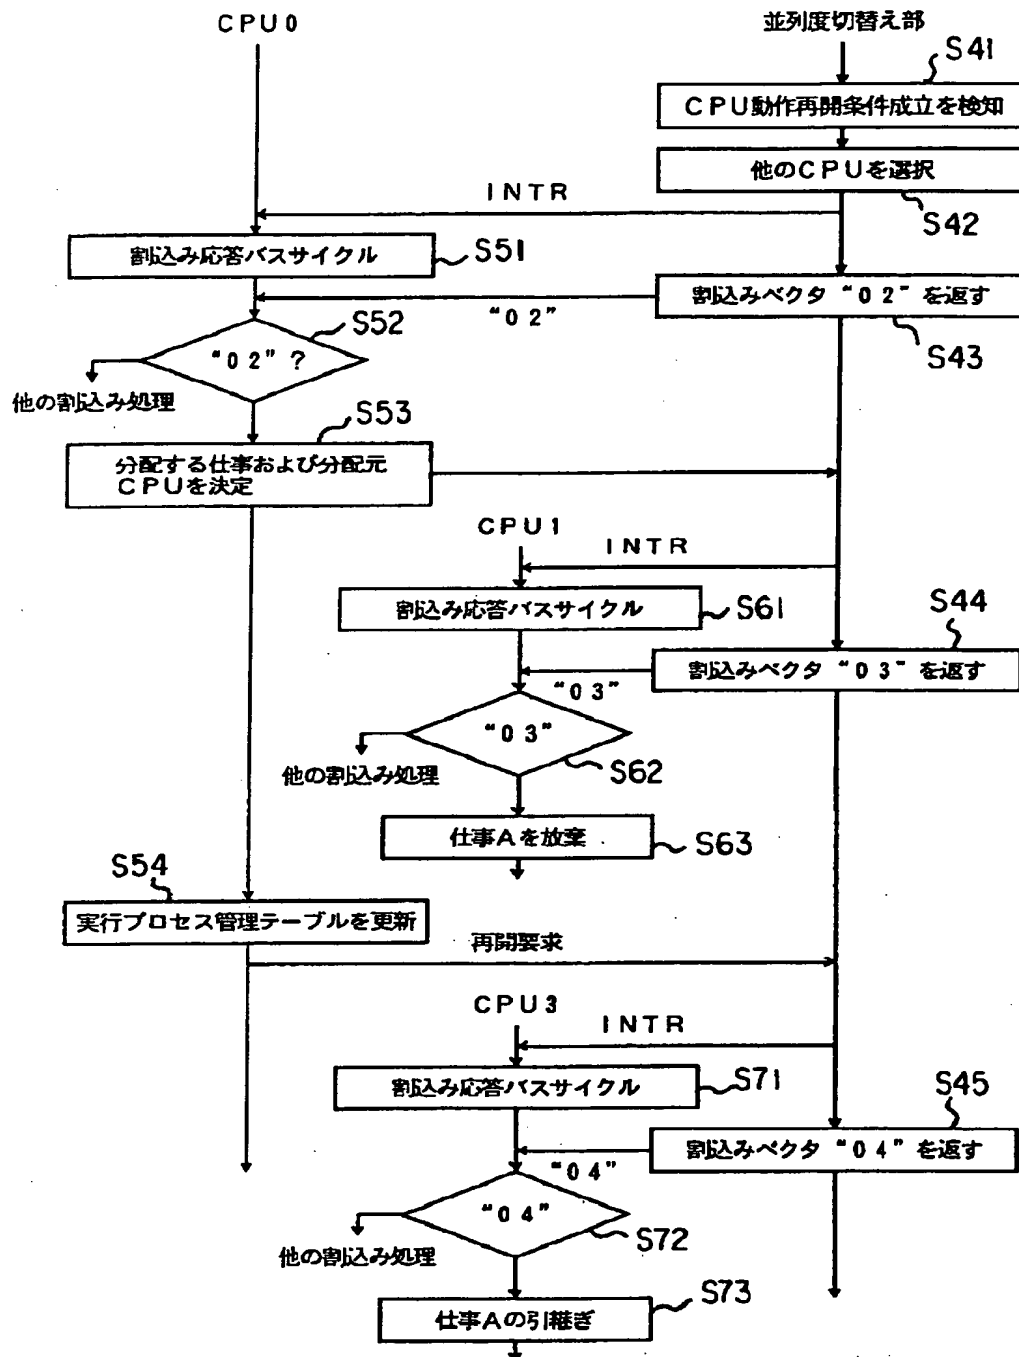 CPU0
並列度切替え部
S41
CPU動作再開条件成立を検知
他のCPUを選択
S42
INTR
割込み応答バスサイクル
S51
割込みベクタ“02”を返す
“02”
S43
S52
“02”?
他の割込み処理
S53
分配する仕事および分配元
CPUを決定
CPU1
INTR
割込み応答バスサイクル
S61
S44
割込みベクタ“03”を返す
“03”
“03”
他の割込み処理
S62
仕事Aを放棄
S63
S54
実行プロセス管理テーブルを更新
再開要求
CPU3
INTR
割込み応答バスサイクル
S71
S45
割込みベクタ“04”を返す
“04”
“04”
他の割込み処理
S72
S73
仕事Aの引継ぎ